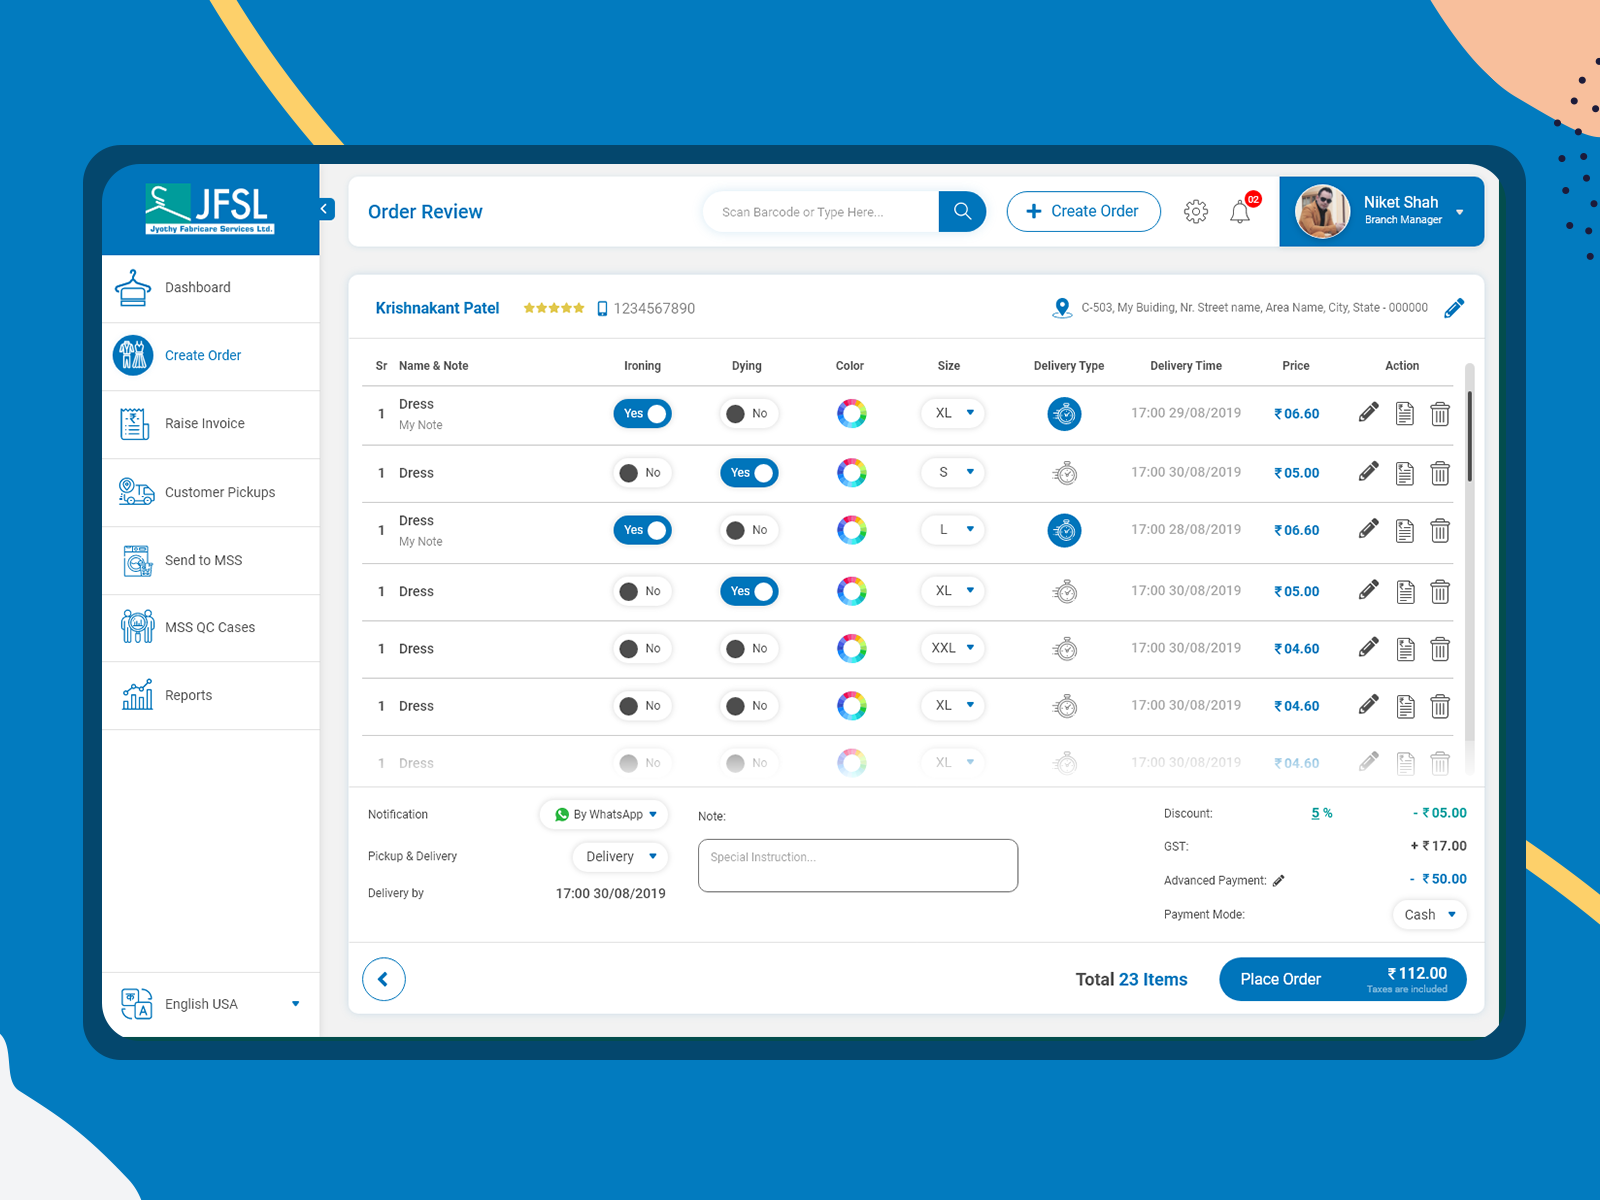 JFSL
Jyothy Fabricare Services Ltd.
Order Review
Scan Barcode or Type Here...
Create Order
02
Niket Shah
Branch Manager
Dashboard
Create Order
Raise Invoice
Customer Pickups
Send to MSS
MSS QC Cases
Reports
English USA
Krishnakant Patel
1234567890
C-503, My Buiding, Nr. Street name, Area Name, City, State - 000000
Sr Name & Note Ironing Dying Color Size Delivery Type Delivery Time Price Action
1 Dress Yes No XL 17:00 29/08/2019 ₹ 06.60
My Note
1 Dress No Yes S 17:00 30/08/2019 ₹ 05.00
1 Dress Yes No L 17:00 28/08/2019 ₹ 06.60
My Note
1 Dress No Yes XL 17:00 30/08/2019 ₹ 05.00
1 Dress No No XXL 17:00 30/08/2019 ₹ 04.60
1 Dress No No XL 17:00 30/08/2019 ₹ 04.60
1 Dress No No XL 17:00 30/08/2019 ₹ 04.60
Notification By WhatsApp
Pickup & Delivery Delivery
Delivery by 17:00 30/08/2019
Note:
Special Instruction...
Discount: 5 % - ₹ 05.00
GST: + ₹ 17.00
Advanced Payment: - ₹ 50.00
Payment Mode: Cash
Total 23 Items
Place Order ₹ 112.00
Taxes are included